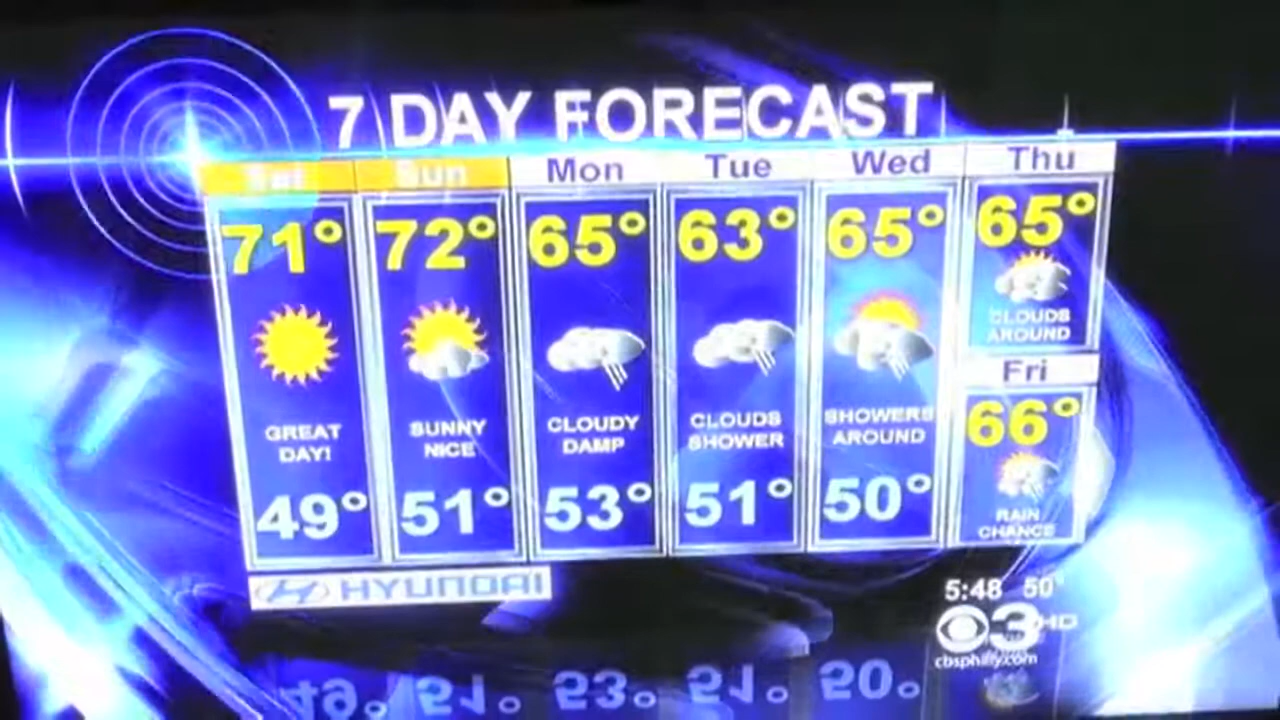 7 DAY FORECAST
Sat Sun Mon Tue Wed Thu
71° 72° 65° 63° 65° 65°
CLOUDS
AROUND
Fri
66°
GREAT
DAY!
SUNNY
NICE
CLOUDY
DAMP
CLOUDS
SHOWER
SHOWERS
AROUND
49° 51° 53° 51° 50°
RAIN
CHANCE
HYUNDAI
5:48 50°
3 HD
cbsphilly.com